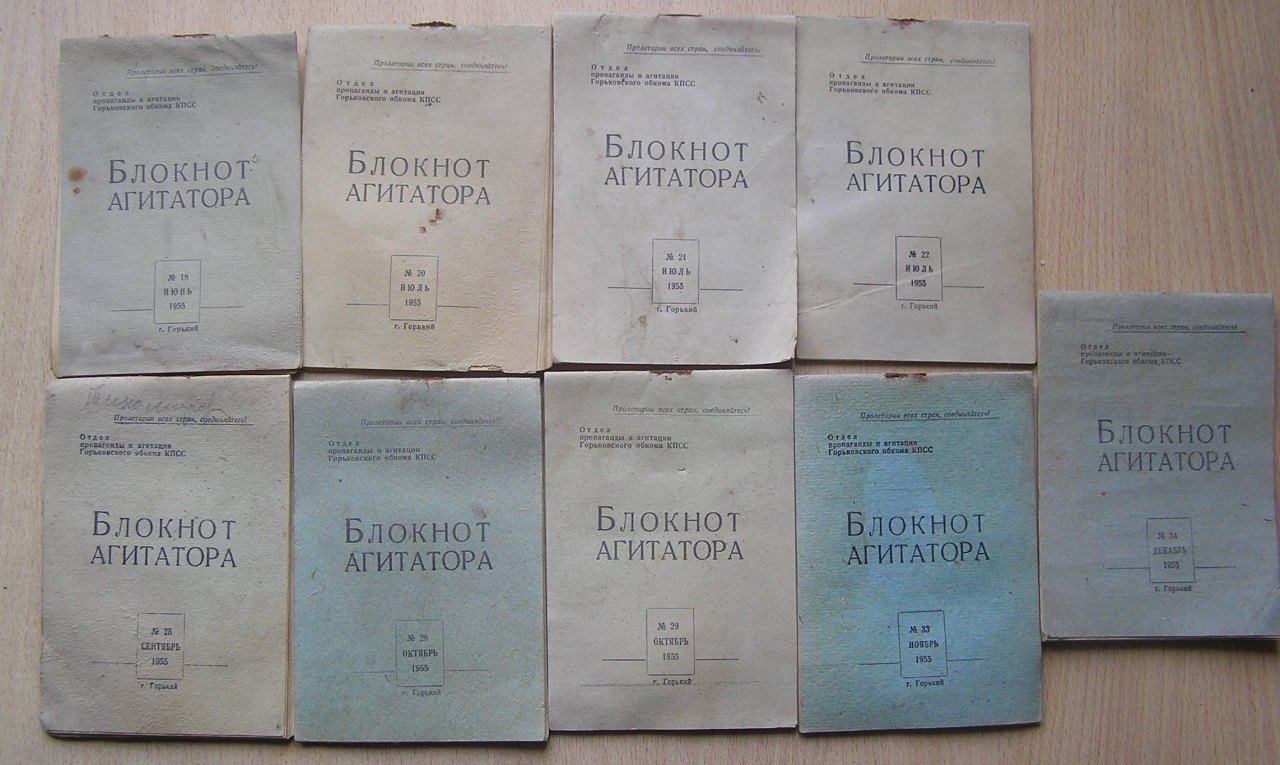 Пролетарии всех стран, соединяйтесь!
Отдел
пропаганды и агитации
Горьковского обкома КПСС
БЛОКНОТ
АГИТАТОРА
№ 18
ИЮНЬ
1955
г. Горький
Пролетарии всех стран, соединяйтесь!
Отдел
пропаганды и агитации
Горьковского обкома КПСС
БЛОКНОТ
АГИТАТОРА
№ 20
ИЮЛЬ
1955
г. Горький
Пролетарии всех стран, соединяйтесь!
Отдел
пропаганды и агитации
Горьковского обкома КПСС
БЛОКНОТ
АГИТАТОРА
№ 21
ИЮЛЬ
1955
г. Горький
Пролетарии всех стран, соединяйтесь!
Отдел
пропаганды и агитации
Горьковского обкома КПСС
БЛОКНОТ
АГИТАТОРА
№ 22
ИЮЛЬ
1955
г. Горький
Пролетарии всех стран, соединяйтесь!
Отдел
пропаганды и агитации
Горьковского обкома КПСС
БЛОКНОТ
АГИТАТОРА
№ 25
СЕНТЯБРЬ
1955
г. Горький
Пролетарии всех стран, соединяйтесь!
Отдел
пропаганды и агитации
Горьковского обкома КПСС
БЛОКНОТ
АГИТАТОРА
№ 28
ОКТЯБРЬ
1955
г. Горький
Пролетарии всех стран, соединяйтесь!
Отдел
пропаганды и агитации
Горьковского обкома КПСС
БЛОКНОТ
АГИТАТОРА
№ 29
ОКТЯБРЬ
1955
г. Горький
Пролетарии всех стран, соединяйтесь!
Отдел
пропаганды и агитации
Горьковского обкома КПСС
БЛОКНОТ
АГИТАТОРА
№ 33
НОЯБРЬ
1955
г. Горький
Пролетарии всех стран, соединяйтесь!
Отдел
пропаганды и агитации
Горьковского обкома КПСС
БЛОКНОТ
АГИТАТОРА
№ 34
ДЕКАБРЬ
1955
г. Горький